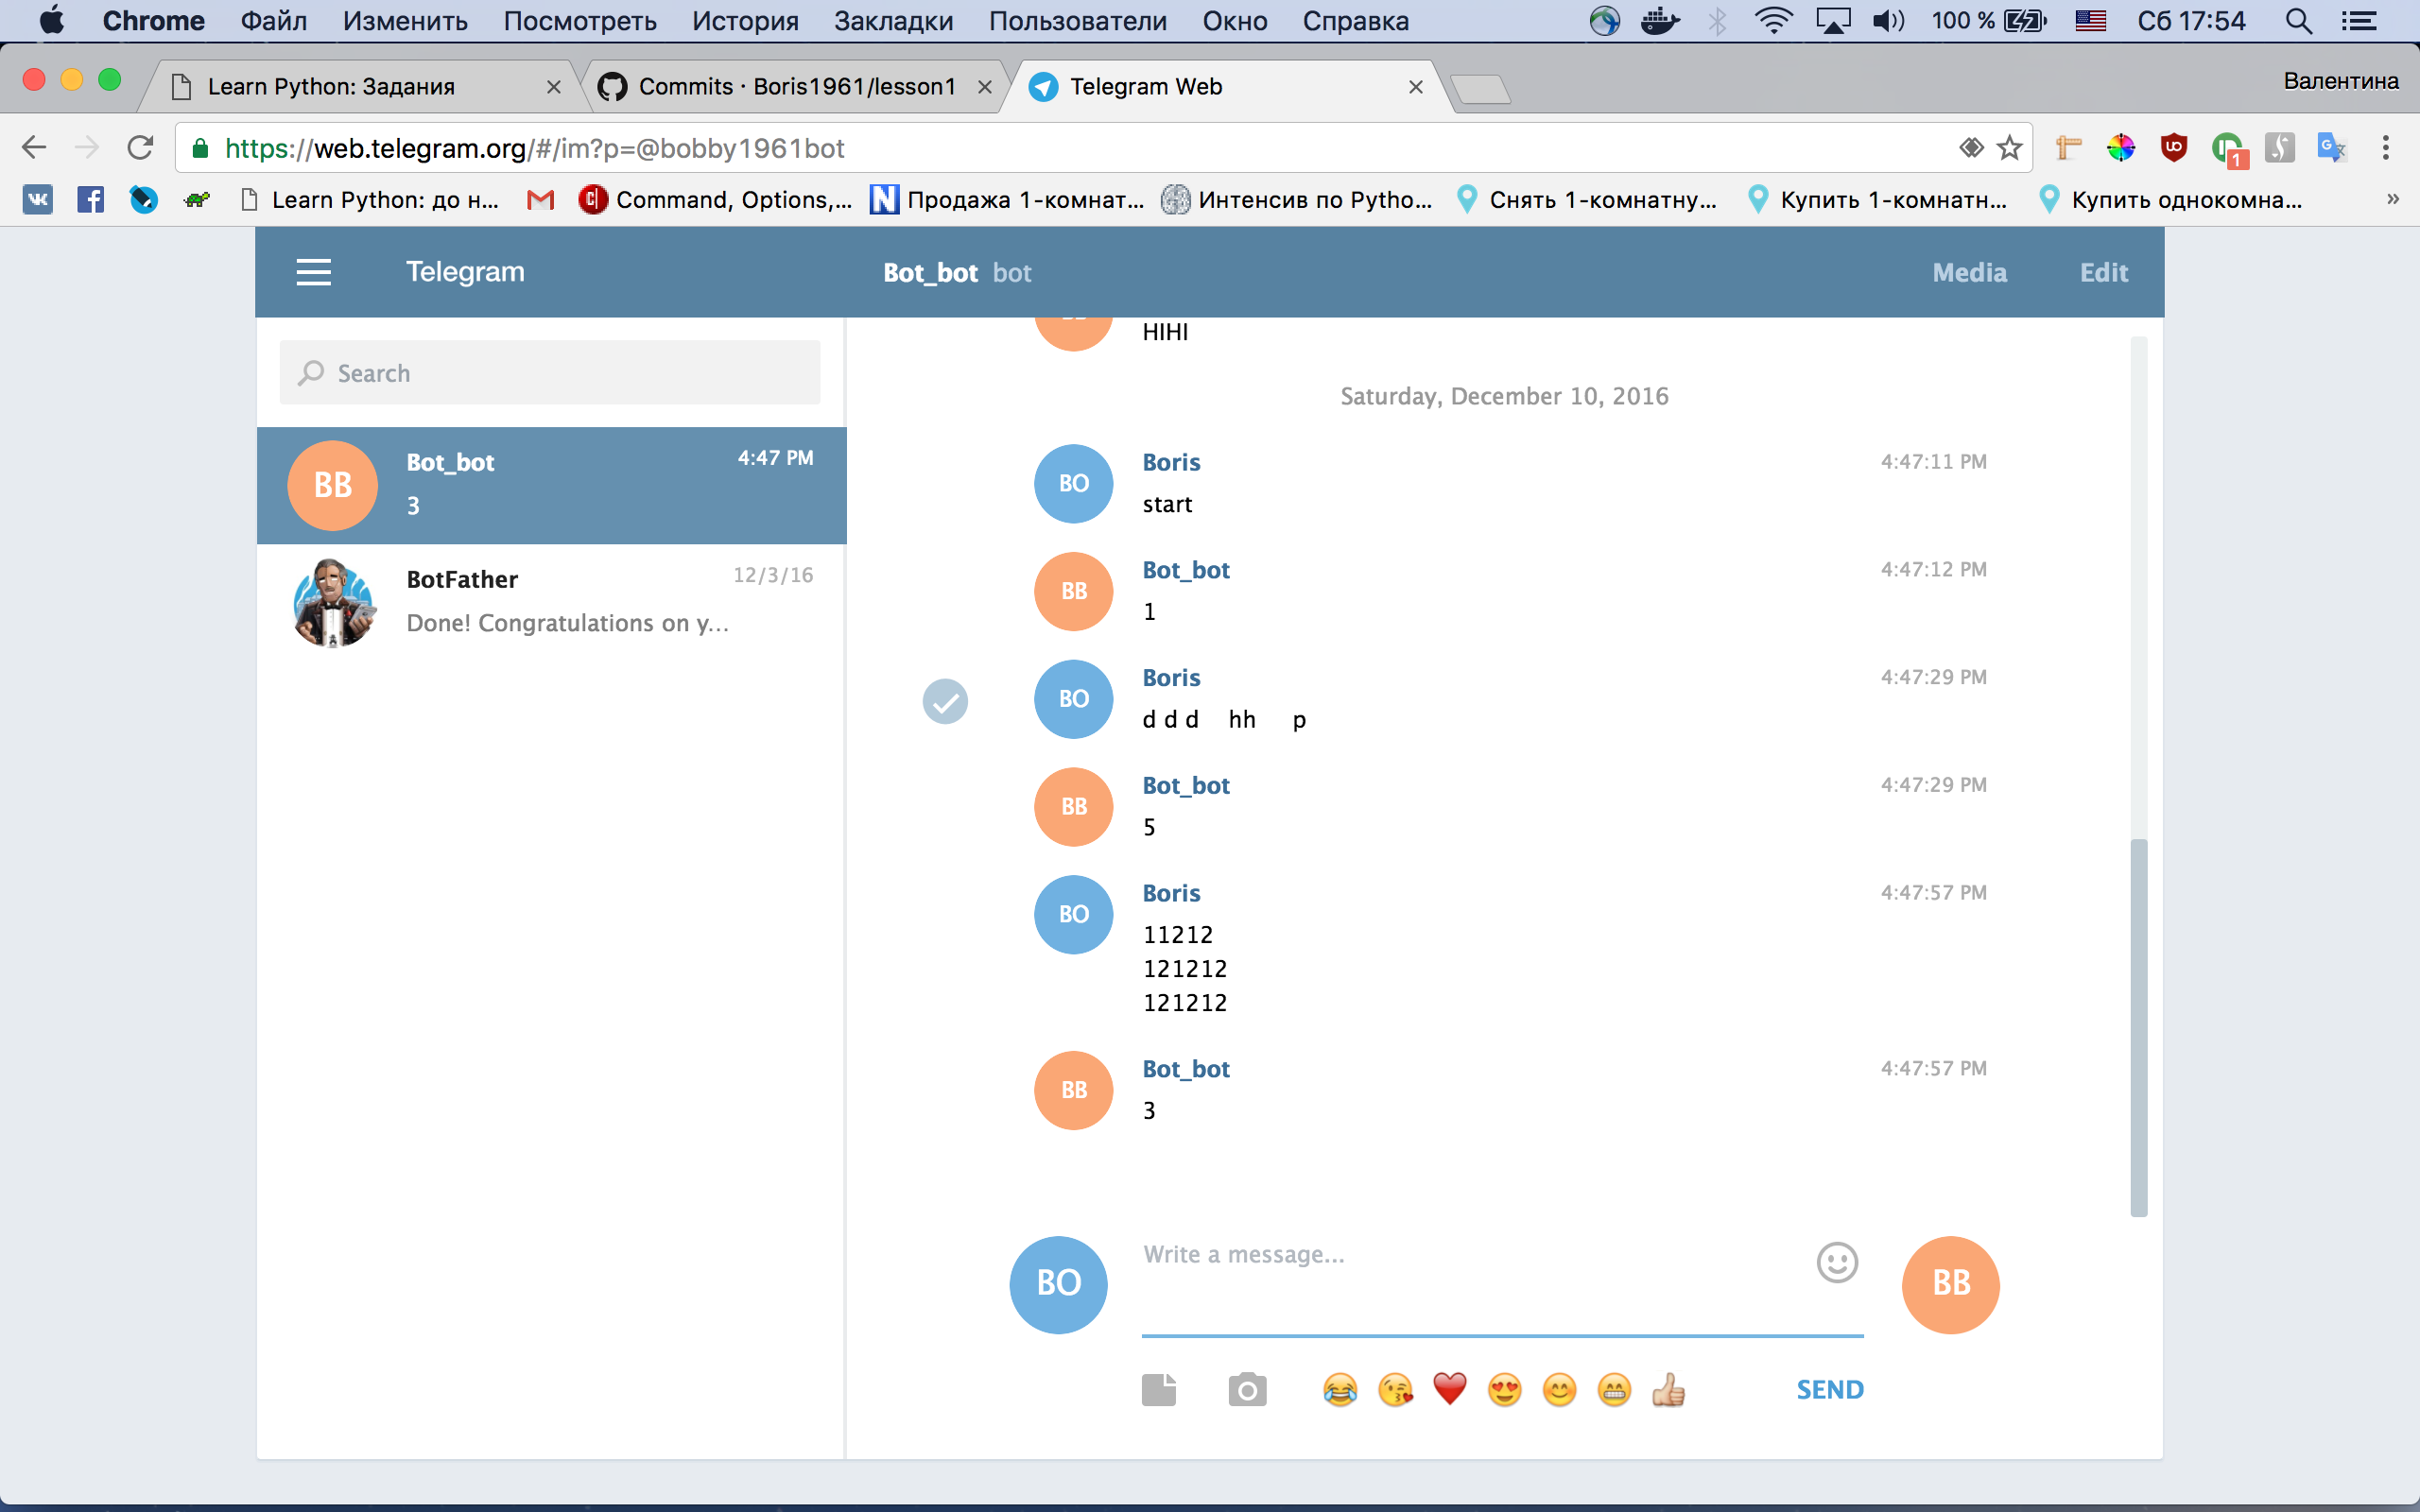 Chrome Файл Изменить Посмотреть История Закладки Пользователи Окно Справка 100 % Сб 17:54
Learn Python: Задания Commits · Boris1961/lesson1 Telegram Web Валентина
https://web.telegram.org/#/im?p=@bobby1961bot
Learn Python: до н... Command, Options,... Продажа 1-комнат... Интенсив по Pytho... Снять 1-комнатну... Купить 1-комнатн... Купить однокомна... »
Telegram Bot_bot bot Media Edit
Search
BB Bot_bot 4:47 PM
3
BotFather 12/3/16
Done! Congratulations on y...
HIHI
Saturday, December 10, 2016
BO Boris 4:47:11 PM
start
BB Bot_bot 4:47:12 PM
1
BO Boris 4:47:29 PM
d d d hh p
BB Bot_bot 4:47:29 PM
5
BO Boris 4:47:57 PM
11212
121212
121212
BB Bot_bot 4:47:57 PM
3
BO Write a message... BB
SEND